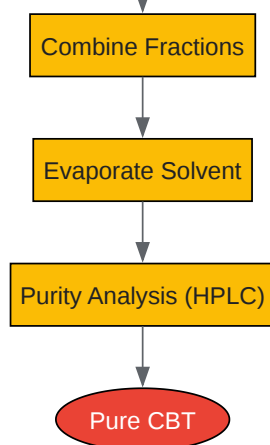 Combine Fractions
Evaporate Solvent
Purity Analysis (HPLC)
Pure CBT